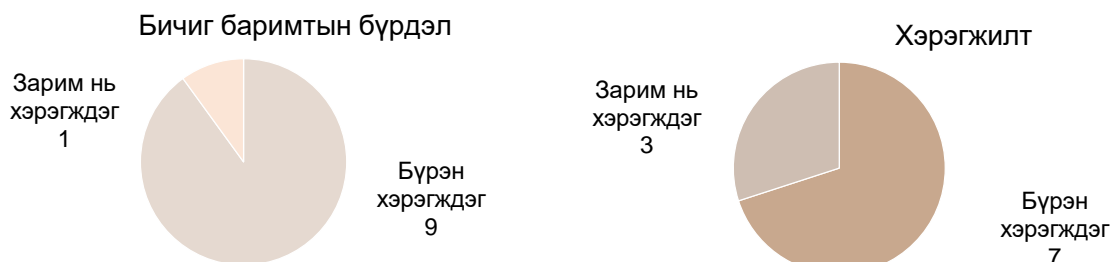 Бичиг баримтын бүрдэл
Зарим нь
хэрэгждэг
1
Бүрэн
хэрэгждэг
9
Хэрэгжилт
Зарим нь
хэрэгждэг
3
Бүрэн
хэрэгждэг
7